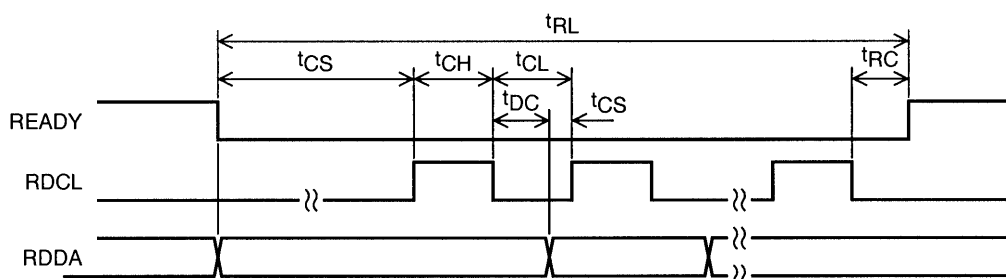 tRL
tCS tCH tCL tRC
tDC tCS
READY
RDCL
RDDA